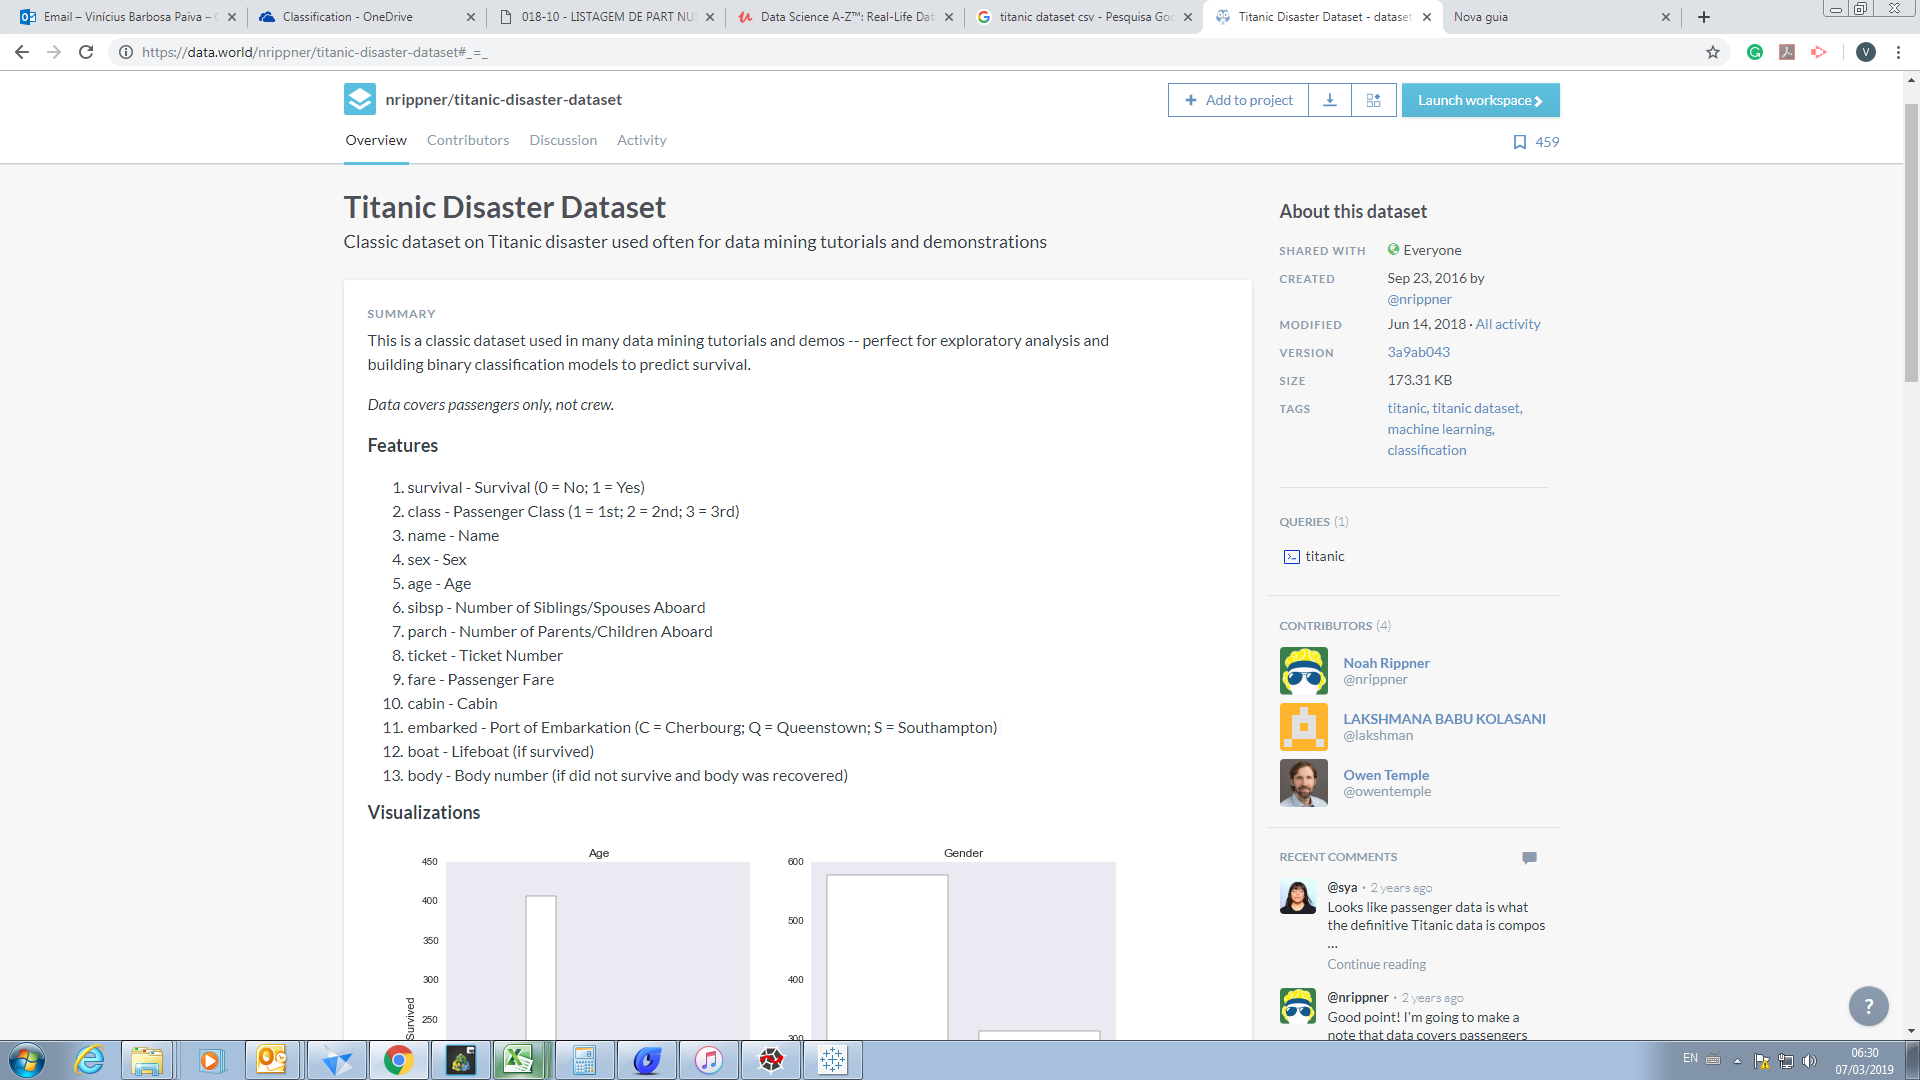 Email – Vinícius Barbosa Paiva –
Classification - OneDrive
018-10 - LISTAGEM DE PART NU
Data Science A-Z™: Real-Life Dat
titanic dataset csv - Pesquisa Goo
Titanic Disaster Dataset - dataset
Nova guia
https://data.world/nrippner/titanic-disaster-dataset#_=_
V
nrippner/titanic-disaster-dataset
Add to project
Launch workspace
Overview
Contributors
Discussion
Activity
459
Titanic Disaster Dataset
Classic dataset on Titanic disaster used often for data mining tutorials and demonstrations
SUMMARY
This is a classic dataset used in many data mining tutorials and demos -- perfect for exploratory analysis and
building binary classification models to predict survival.
Data covers passengers only, not crew.
Features
1. survival - Survival (0 = No; 1 = Yes)
2. class - Passenger Class (1 = 1st; 2 = 2nd; 3 = 3rd)
3. name - Name
4. sex - Sex
5. age - Age
6. sibsp - Number of Siblings/Spouses Aboard
7. parch - Number of Parents/Children Aboard
8. ticket - Ticket Number
9. fare - Passenger Fare
10. cabin - Cabin
11. embarked - Port of Embarkation (C = Cherbourg; Q = Queenstown; S = Southampton)
12. boat - Lifeboat (if survived)
13. body - Body number (if did not survive and body was recovered)
Visualizations
Age
450
400
350
300
250
Survived
Gender
600
500
400
300
About this dataset
SHARED WITH
Everyone
CREATED
Sep 23, 2016 by
@nrippner
MODIFIED
Jun 14, 2018 · All activity
VERSION
3a9ab043
SIZE
173.31 KB
TAGS
titanic, titanic dataset,
machine learning,
classification
QUERIES (1)
titanic
CONTRIBUTORS (4)
Noah Rippner
@nrippner
LAKSHMANA BABU KOLASANI
@lakshman
Owen Temple
@owentemple
RECENT COMMENTS
@sya · 2 years ago
Looks like passenger data is what
the definitive Titanic data is compos
...
Continue reading
@nrippner · 2 years ago
Good point! I'm going to make a
note that data covers passengers
?
EN
06:30
07/03/2019